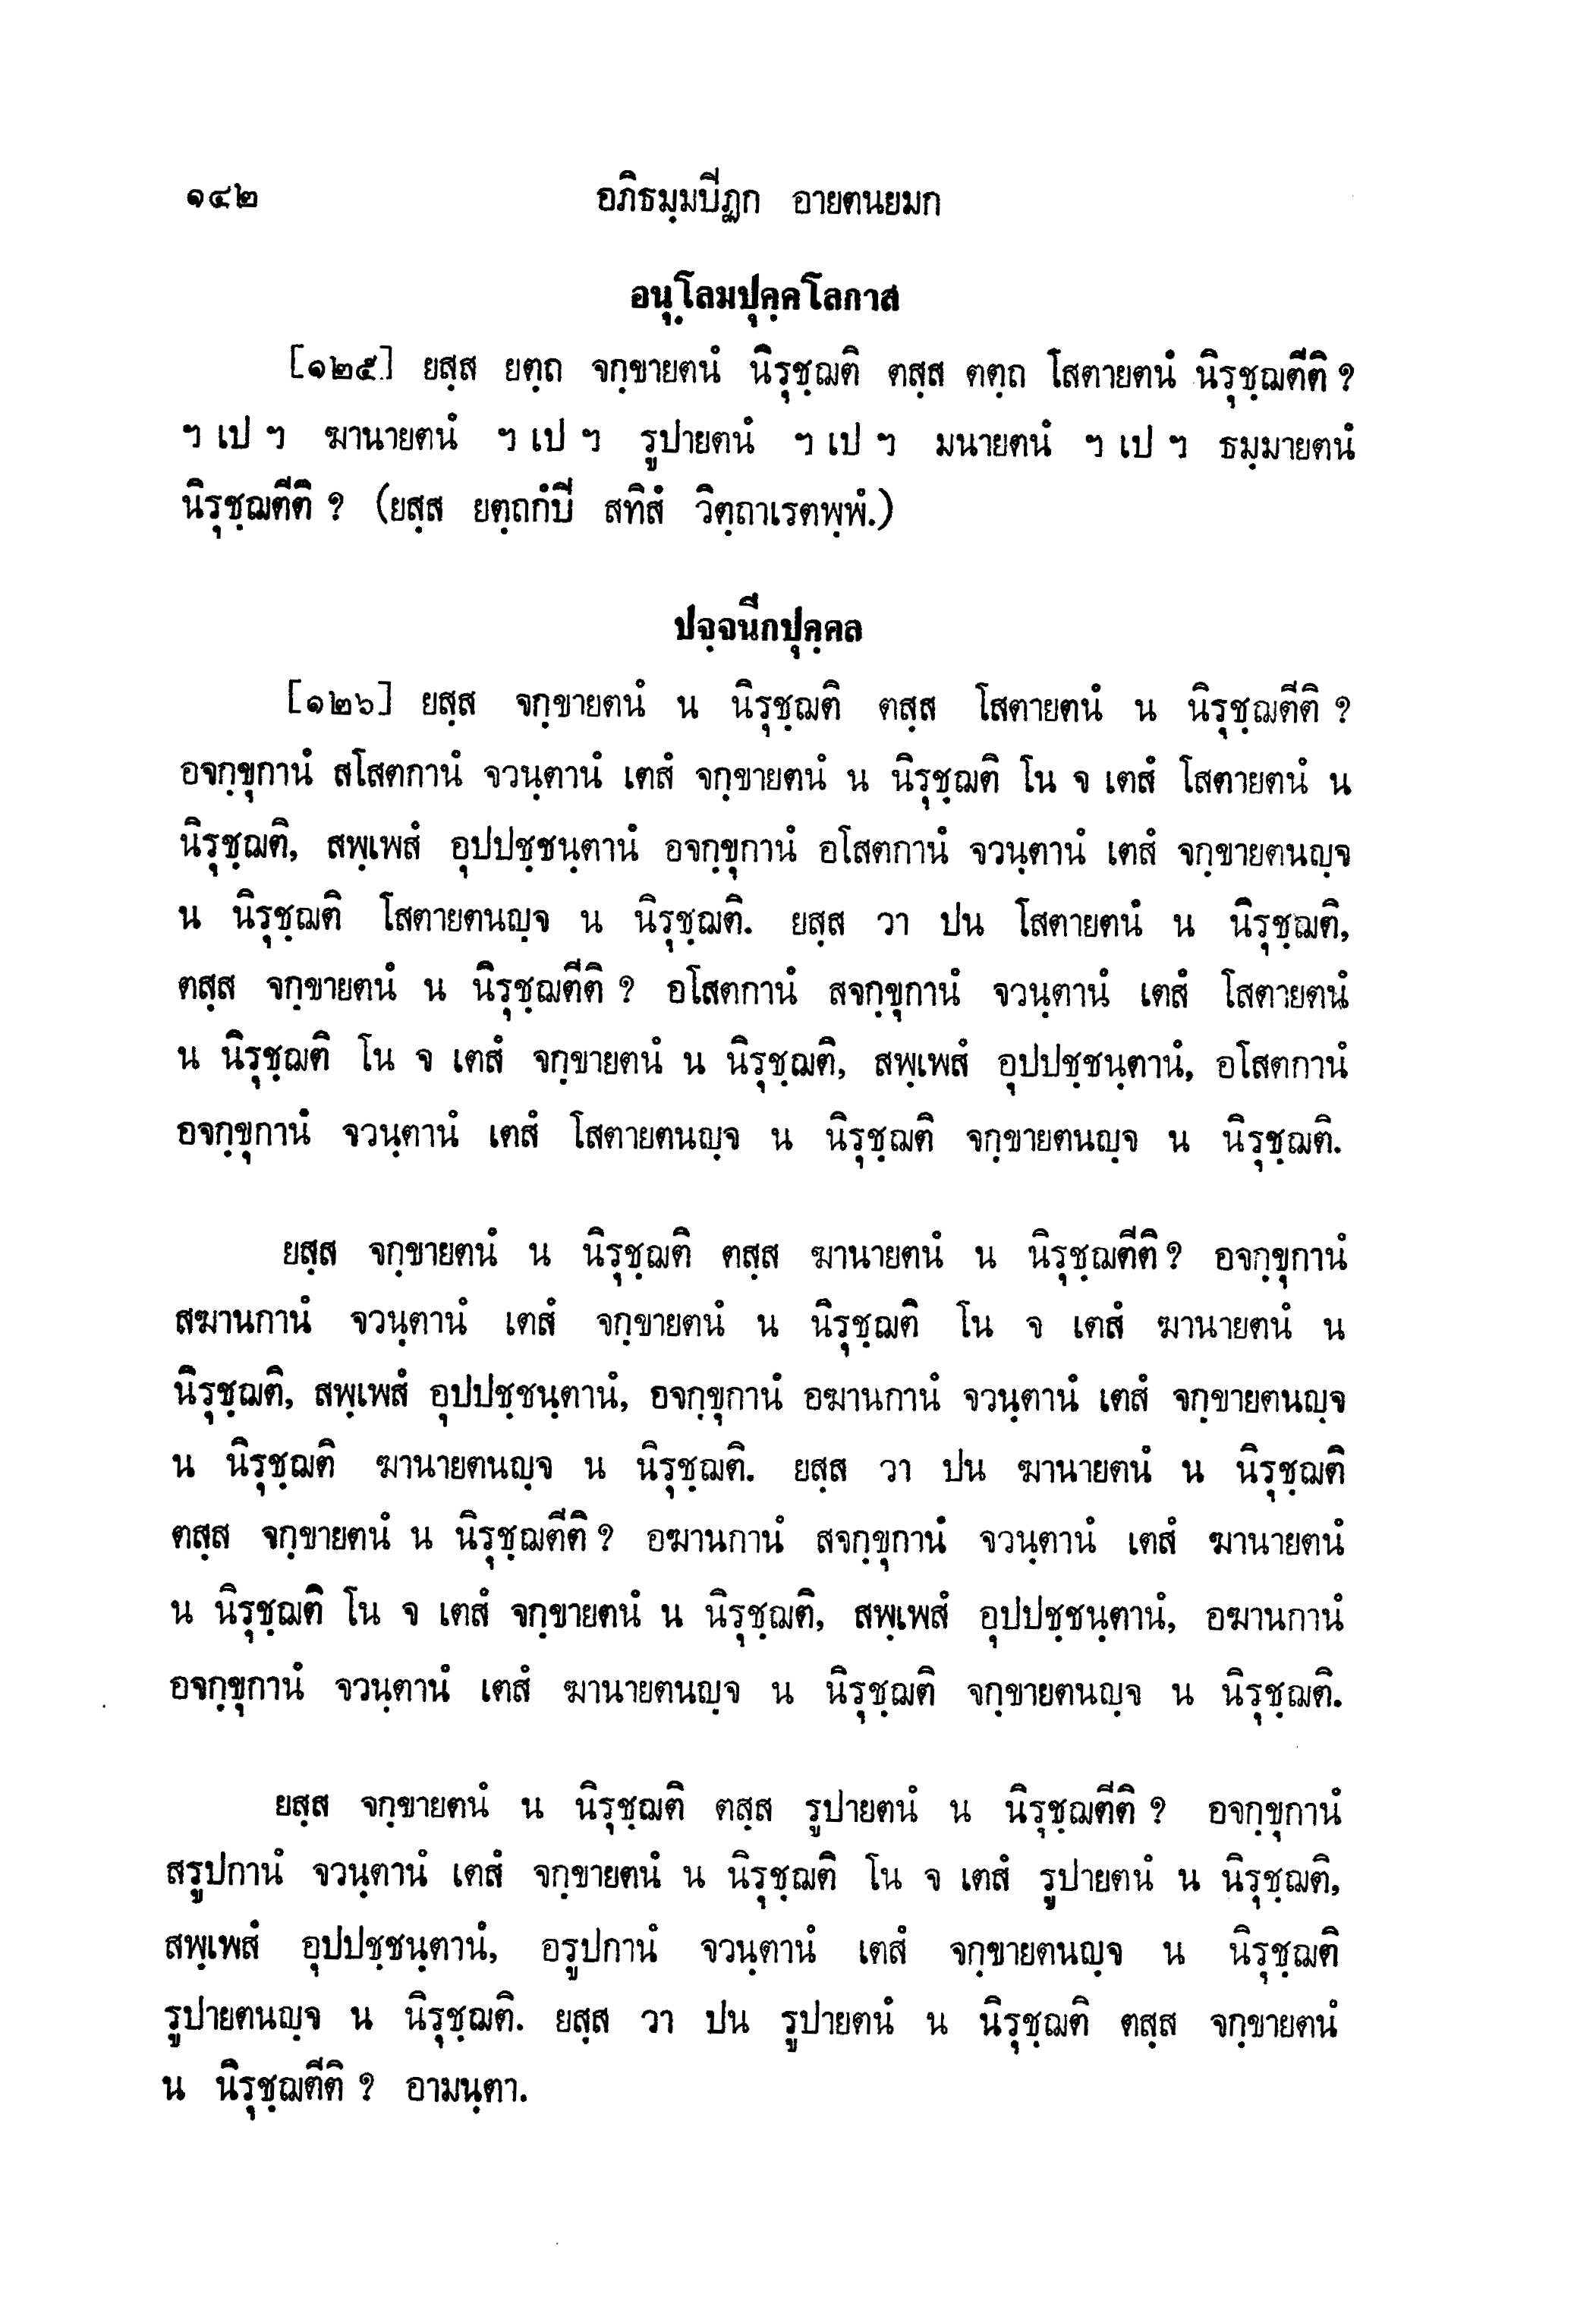 ๑๔๒ อภิธมฺมบีฏก อายตนยมก
อนุโลมปุคฺคโลกาส
[๑๒๕] ยสฺส ยตฺถ จกฺขายตนํ นิรุชฺฌติ ตสฺส ตตฺถ โสตายตนํ นิรุชฺฌตีติ ?
ฯ เป ฯ ฆานายตนํ ฯ เป ฯ รูปายตนํ ฯ เป ฯ มนายตนํ ฯ เป ฯ ธมฺมายตนํ
นิรุชฺฌตีติ ? (ยสฺส ยตฺถกํบี สทิสํ วิตฺถาเรตพฺพํ.)
ปจฺจนีกปุคฺคล
[๑๒๖] ยสฺส จกฺขายตนํ น นิรุชฺฌติ ตสฺส โสตายตนํ น นิรุชฺฌตีติ ?
อจกฺขุกานํ สโสตกานํ จวนฺตานํ เตสํ จกฺขายตนํ น นิรุชฺฌติ โน จ เตสํ โสตายตนํ น
นิรุชฺฌติ, สพฺเพสํ อุปปชฺชนฺตานํ อจกฺขุกานํ อโสตกานํ จวนฺตานํ เตสํ จกฺขายตนญฺจ
น นิรุชฺฌติ โสตายตนญฺจ น นิรุชฺฌติ. ยสฺส วา ปน โสตายตนํ น นิรุชฺฌติ,
ตสฺส จกฺขายตนํ น นิรุชฺฌตีติ ? อโสตกานํ สจกฺขุกานํ จวนฺตานํ เตสํ โสตายตนํ
น นิรุชฺฌติ โน จ เตสํ จกฺขายตนํ น นิรุชฺฌติ, สพฺเพสํ อุปปชฺชนฺตานํ, อโสตกานํ
อจกฺขุกานํ จวนฺตานํ เตสํ โสตายตนญฺจ น นิรุชฺฌติ จกฺขายตนญฺจ น นิรุชฺฌติ.
ยสฺส จกฺขายตนํ น นิรุชฺฌติ ตสฺส ฆานายตนํ น นิรุชฺฌตีติ ? อจกฺขุกานํ
สฆานกานํ จวนฺตานํ เตสํ จกฺขายตนํ น นิรุชฺฌติ โน จ เตสํ ฆานายตนํ น
นิรุชฺฌติ, สพฺเพสํ อุปปชฺชนฺตานํ, อจกฺขุกานํ อฆานกานํ จวนฺตานํ เตสํ จกฺขายตนญฺจ
น นิรุชฺฌติ ฆานายตนญฺจ น นิรุชฺฌติ. ยสฺส วา ปน ฆานายตนํ น นิรุชฺฌติ
ตสฺส จกฺขายตนํ น นิรุชฺฌตีติ ? อฆานกานํ สจกฺขุกานํ จวนฺตานํ เตสํ ฆานายตนํ
น นิรุชฺฌติ โน จ เตสํ จกฺขายตนํ น นิรุชฺฌติ, สพฺเพสํ อุปปชฺชนฺตานํ, อฆานกานํ
อจกฺขุกานํ จวนฺตานํ เตสํ ฆานายตนญฺจ น นิรุชฺฌติ จกฺขายตนญฺจ น นิรุชฺฌติ.
ยสฺส จกฺขายตนํ น นิรุชฺฌติ ตสฺส รูปายตนํ น นิรุชฺฌตีติ ? อจกฺขุกานํ
สรูปกานํ จวนฺตานํ เตสํ จกฺขายตนํ น นิรุชฺฌติ โน จ เตสํ รูปายตนํ น นิรุชฺฌติ,
สพฺเพสํ อุปปชฺชนฺตานํ, อรูปกานํ จวนฺตานํ เตสํ จกฺขายตนญฺจ น นิรุชฺฌติ
รูปายตนญฺจ น นิรุชฺฌติ. ยสฺส วา ปน รูปายตนํ น นิรุชฺฌติ ตสฺส จกฺขายตนํ
น นิรุชฺฌตีติ ? อามนฺตา.